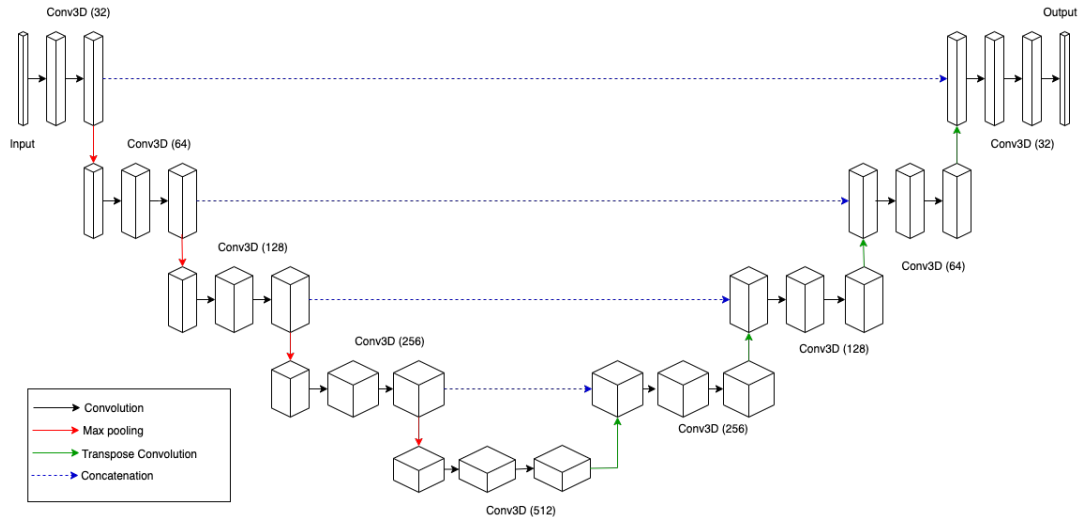 Conv3D (32)
Output
Input
Conv3D (64)
Conv3D (32)
Conv3D (128)
Conv3D (64)
Conv3D (256)
Conv3D (128)
Convolution
Max pooling
Transpose Convolution
Concatenation
Conv3D (256)
Conv3D (512)